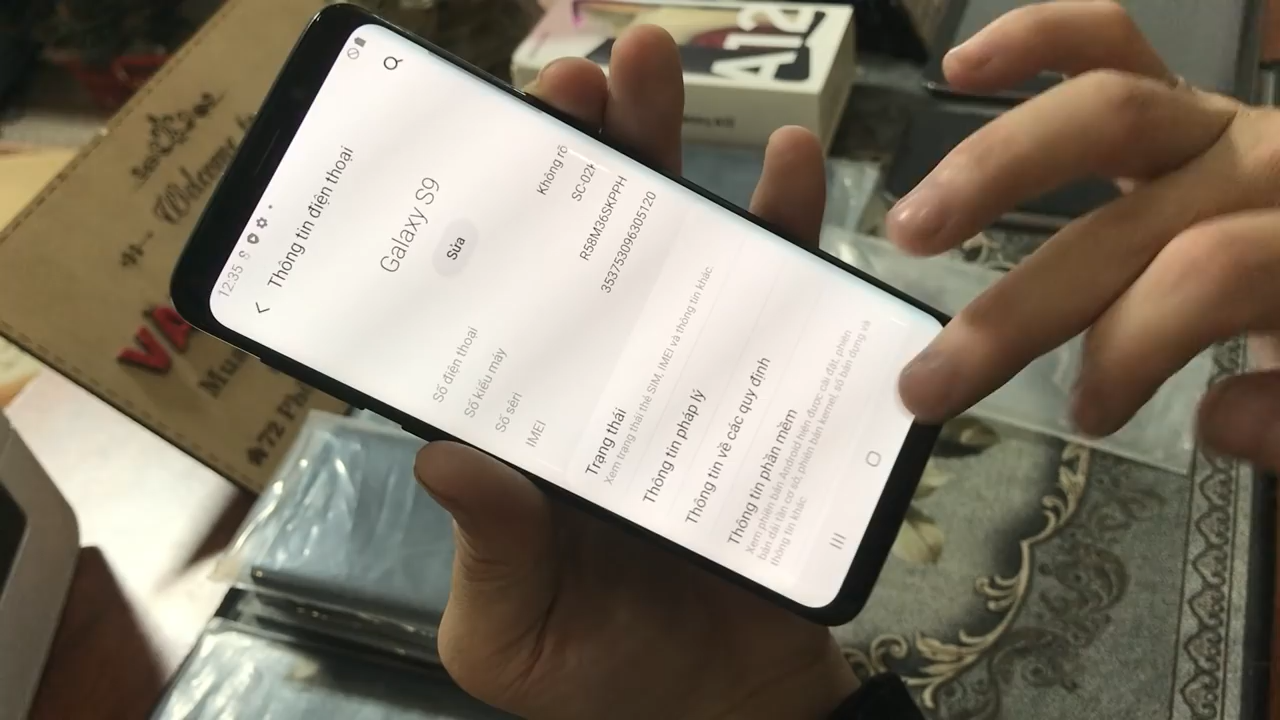 12:35
Thông tin điện thoại
Galaxy S9
Sửa
Số điện thoại Không rõ
Số kiểu máy SC-02K
Số sêri R58M36SKPPH
IMEI 353753096305120
Trạng thái
Xem trạng thái thẻ SIM, IMEI và thông tin khác.
Thông tin pháp lý
Thông tin về các quy định
Thông tin phần mềm
Xem phiên bản Android hiện được cài đặt, phiên
bản dải tần cơ sở, phiên bản kernel, số bản dựng và
thông tin khác
A12
Welcome
VA